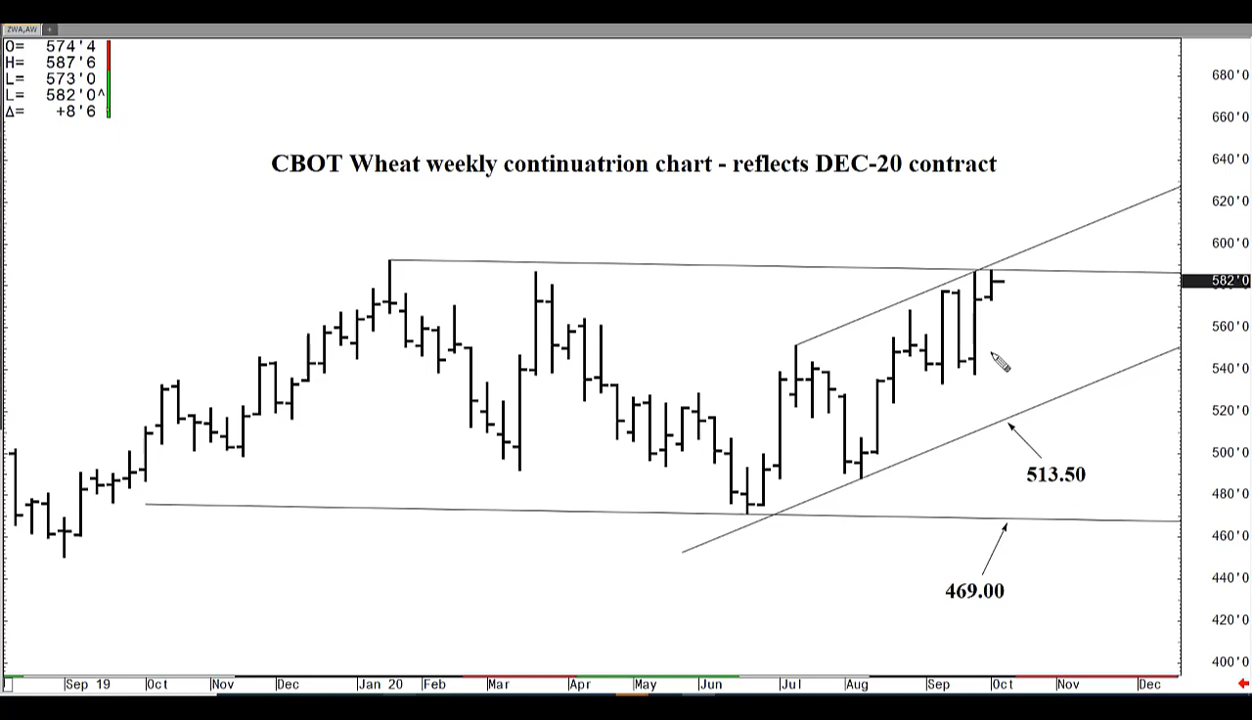 ZWA,AW +
O= 574'4
H= 587'6
L= 573'0
L= 582'0^
Δ= +8'6
CBOT Wheat weekly continuatrion chart - reflects DEC-20 contract
680'0
660'0
640'0
620'0
600'0
582'0
560'0
540'0
520'0
513.50
500'0
480'0
460'0
469.00
440'0
420'0
400'0
Sep 19 Oct Nov Dec Jan 20 Feb Mar Apr May Jun Jul Aug Sep Oct Nov Dec